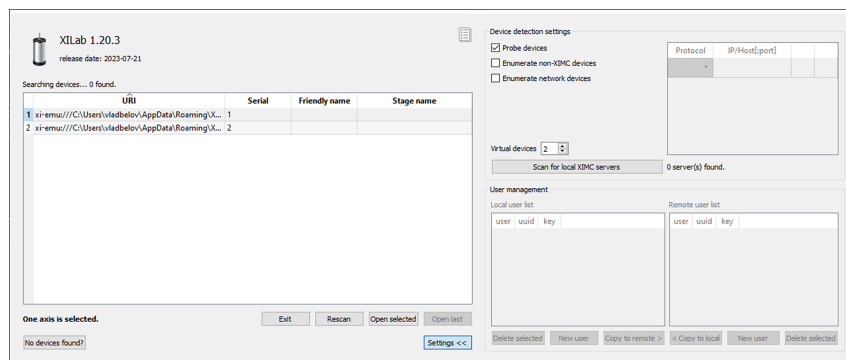 XILab 1.20.3
release date: 2023-07-21
Searching devices... 0 found.
URI Serial Friendly name Stage name
1 xi-emu:///C:\Users\vladbelov\AppData\Roaming\X... 1
2 xi-emu:///C:\Users\vladbelov\AppData\Roaming\X... 2
One axis is selected.
Exit Rescan Open selected Open last
No devices found? Settings <<
Device detection settings
Probe devices
Enumerate non-XIMC devices
Enumerate network devices
Protocol IP/Host[:port]
Virtual devices 2
Scan for local XIMC servers 0 server(s) found.
User management
Local user list Remote user list
user uuid key user uuid key
Delete selected New user Copy to remote > < Copy to local New user Delete selected